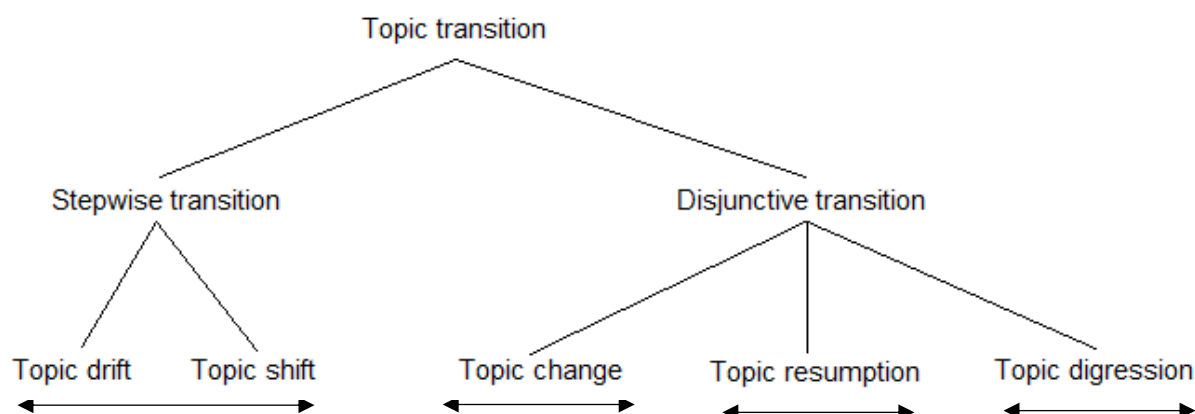 Topic transition
Stepwise transition
Disjunctive transition
Topic drift
Topic shift
Topic change
Topic resumption
Topic digression